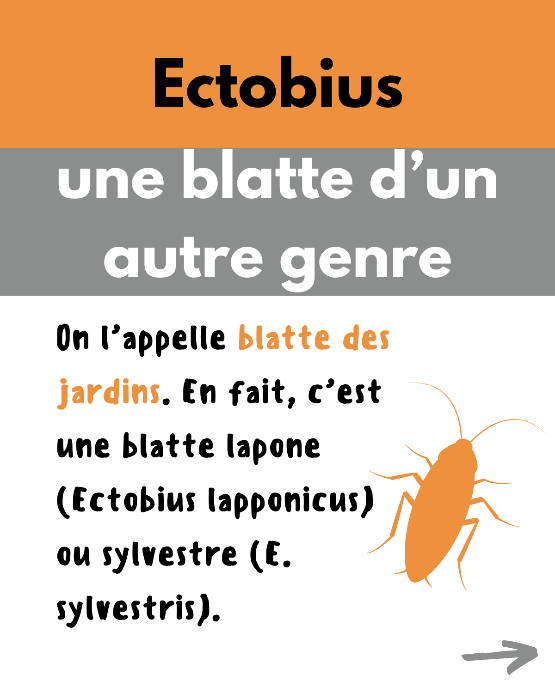 Ectobius
une blatte d’un
autre genre
On l’appelle blatte des
jardins. En fait, c’est
une blatte lapone
(Ectobius lapponicus)
ou sylvestre (E.
sylvestris).